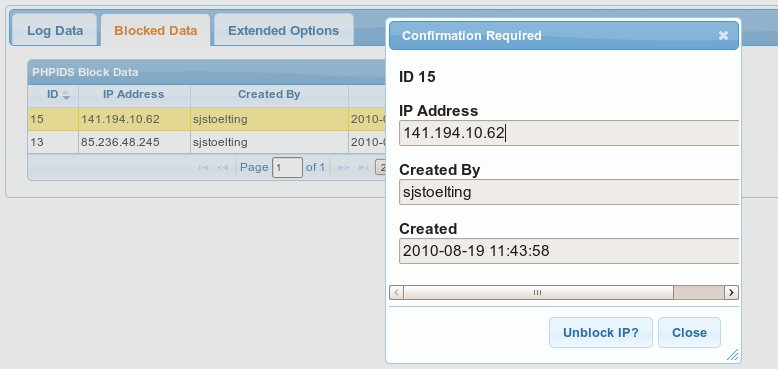 Log Data Blocked Data Extended Options
PHPIDS Block Data
ID IP Address Created By
15 141.194.10.62 sjstoelting 2010-0
13 85.236.48.245 sjstoelting 2010-0
Page 1 of 1 2
Confirmation Required
ID 15
IP Address
141.194.10.62
Created By
sjstoelting
Created
2010-08-19 11:43:58
Unblock IP? Close